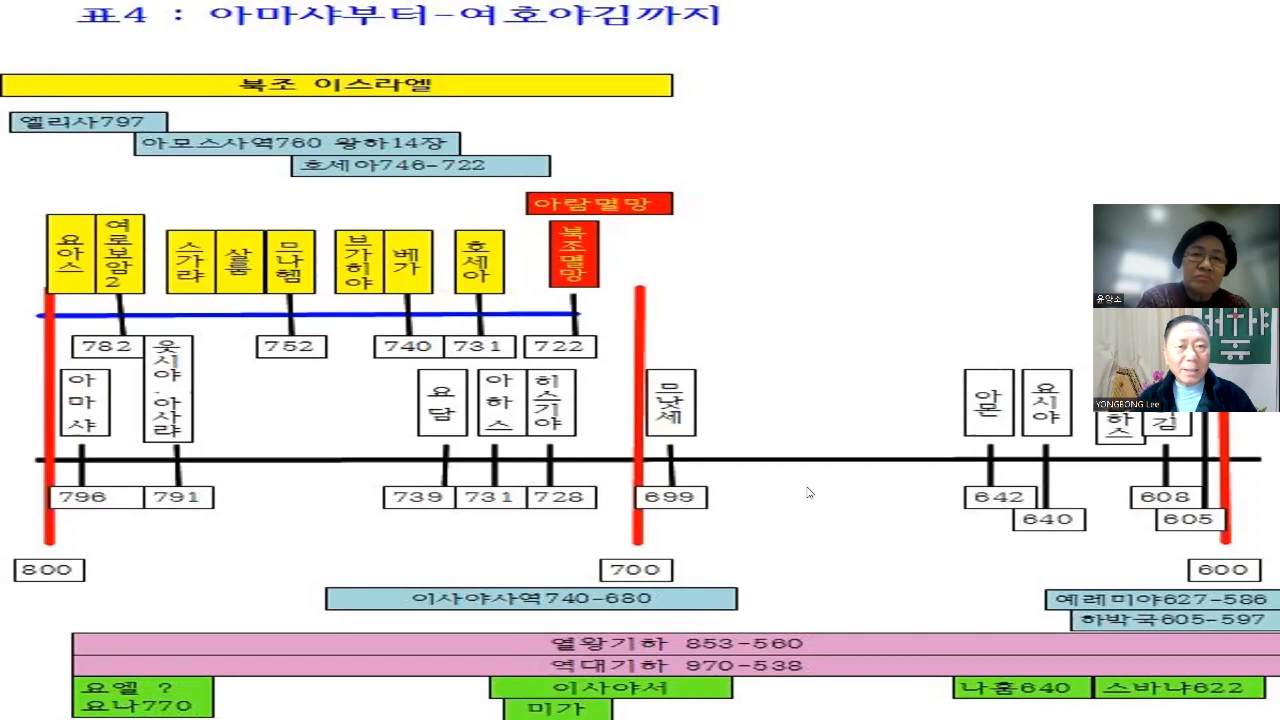 표4 : 아마샤부터-여호야김까지
북조 이스라엘
엘리사797
아모스사역760 왕하14장
호세아746-722
아람멸망
요아스
여로보암2
스가랴
살룸
므나헴
브가히야
베가
호세아
북조멸망
782
752
740
731
722
아마샤
웃시야.아사랴
요담
아하스
히스기야
므낫세
아몬
요시야
하스
김
796
791
739
731
728
699
642
640
608
605
800
700
600
이사야사역740-680
예레미야627-586
하박국605-597
열왕기하 853-560
역대기하 970-538
요엘 ?
요나770
이사야서
미가
나훔640
스바냐622
윤암소
YONGBONG Lee